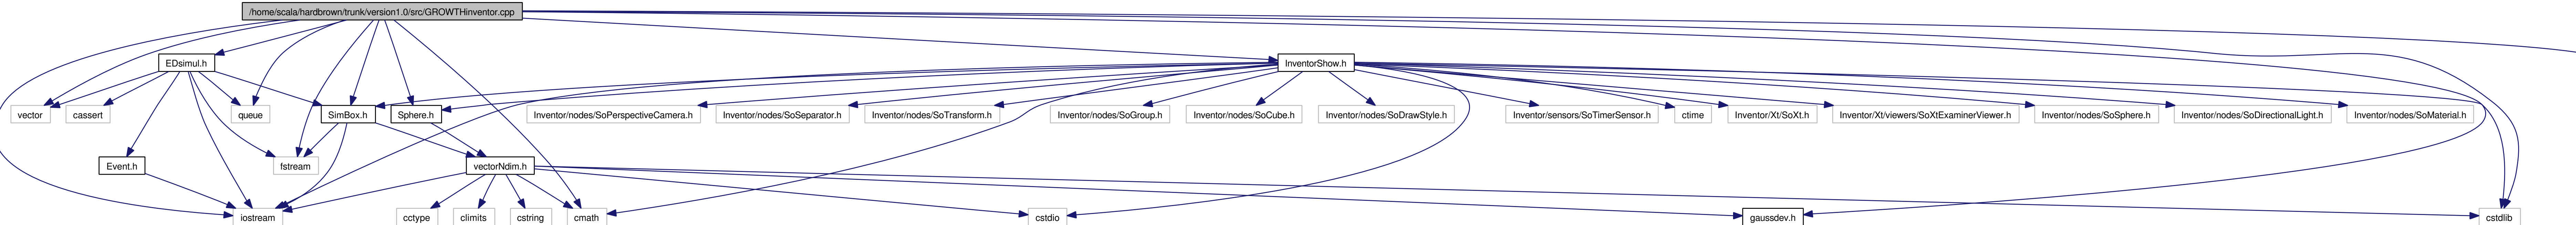 /home/scala/hardbrown/trunk/version1.0/src/GROWTHinventor.cpp
EDsimul.h
InventorShow.h
vector
cassert
queue
SimBox.h
Sphere.h
Inventor/nodes/SoPerspectiveCamera.h
Inventor/nodes/SoSeparator.h
Inventor/nodes/SoTransform.h
Inventor/nodes/SoGroup.h
Inventor/nodes/SoCube.h
Inventor/nodes/SoDrawStyle.h
Inventor/sensors/SoTimerSensor.h
ctime
Inventor/Xt/SoXt.h
Inventor/Xt/viewers/SoXtExaminerViewer.h
Inventor/nodes/SoSphere.h
Inventor/nodes/SoDirectionalLight.h
Inventor/nodes/SoMaterial.h
Event.h
fstream
vectorNdim.h
iostream
cctype
climits
cstring
cmath
cstdio
gaussdev.h
cstdlib